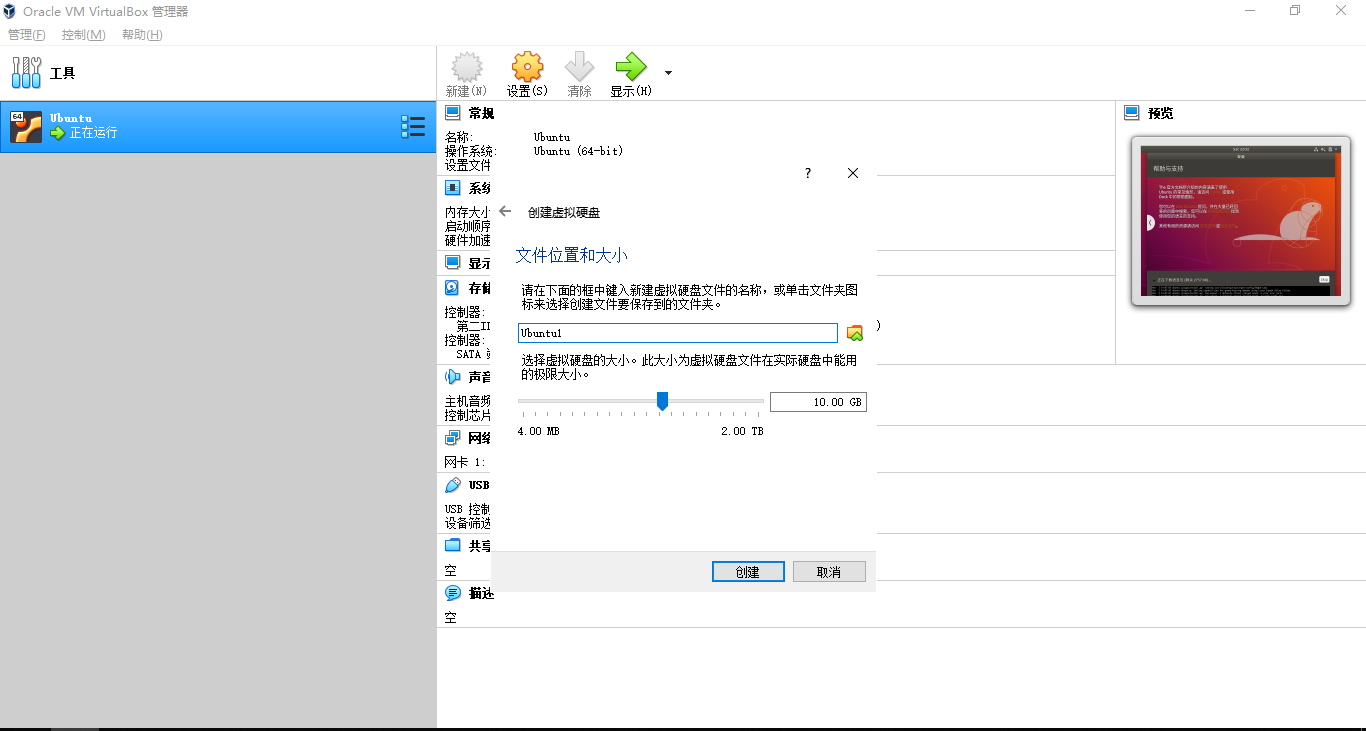 Oracle VM VirtualBox 管理器
管理(F) 控制(M) 帮助(H)
工具
新建(N) 设置(S) 清除 显示(H)
64
Ubuntu
正在运行
常规
名称: Ubuntu
操作系统: Ubuntu (64-bit)
设置文件
系统
内存大小
启动顺序
硬件加速
显示
存储
控制器:
第二II
控制器:
SATA
声音
主机音频
控制芯片
网络
网卡 1:
USB
USB 控制
设备筛选
共享
空
描述
空
?
创建虚拟硬盘
文件位置和大小
请在下面的框中键入新建虚拟硬盘文件的名称，或单击文件夹图
标来选择创建文件要保存到的文件夹。
Ubuntu1
)
选择虚拟硬盘的大小。此大小为虚拟硬盘文件在实际硬盘中能用
的极限大小。
10.00 GB
4.00 MB 2.00 TB
创建 取消
预览
帮助与支持